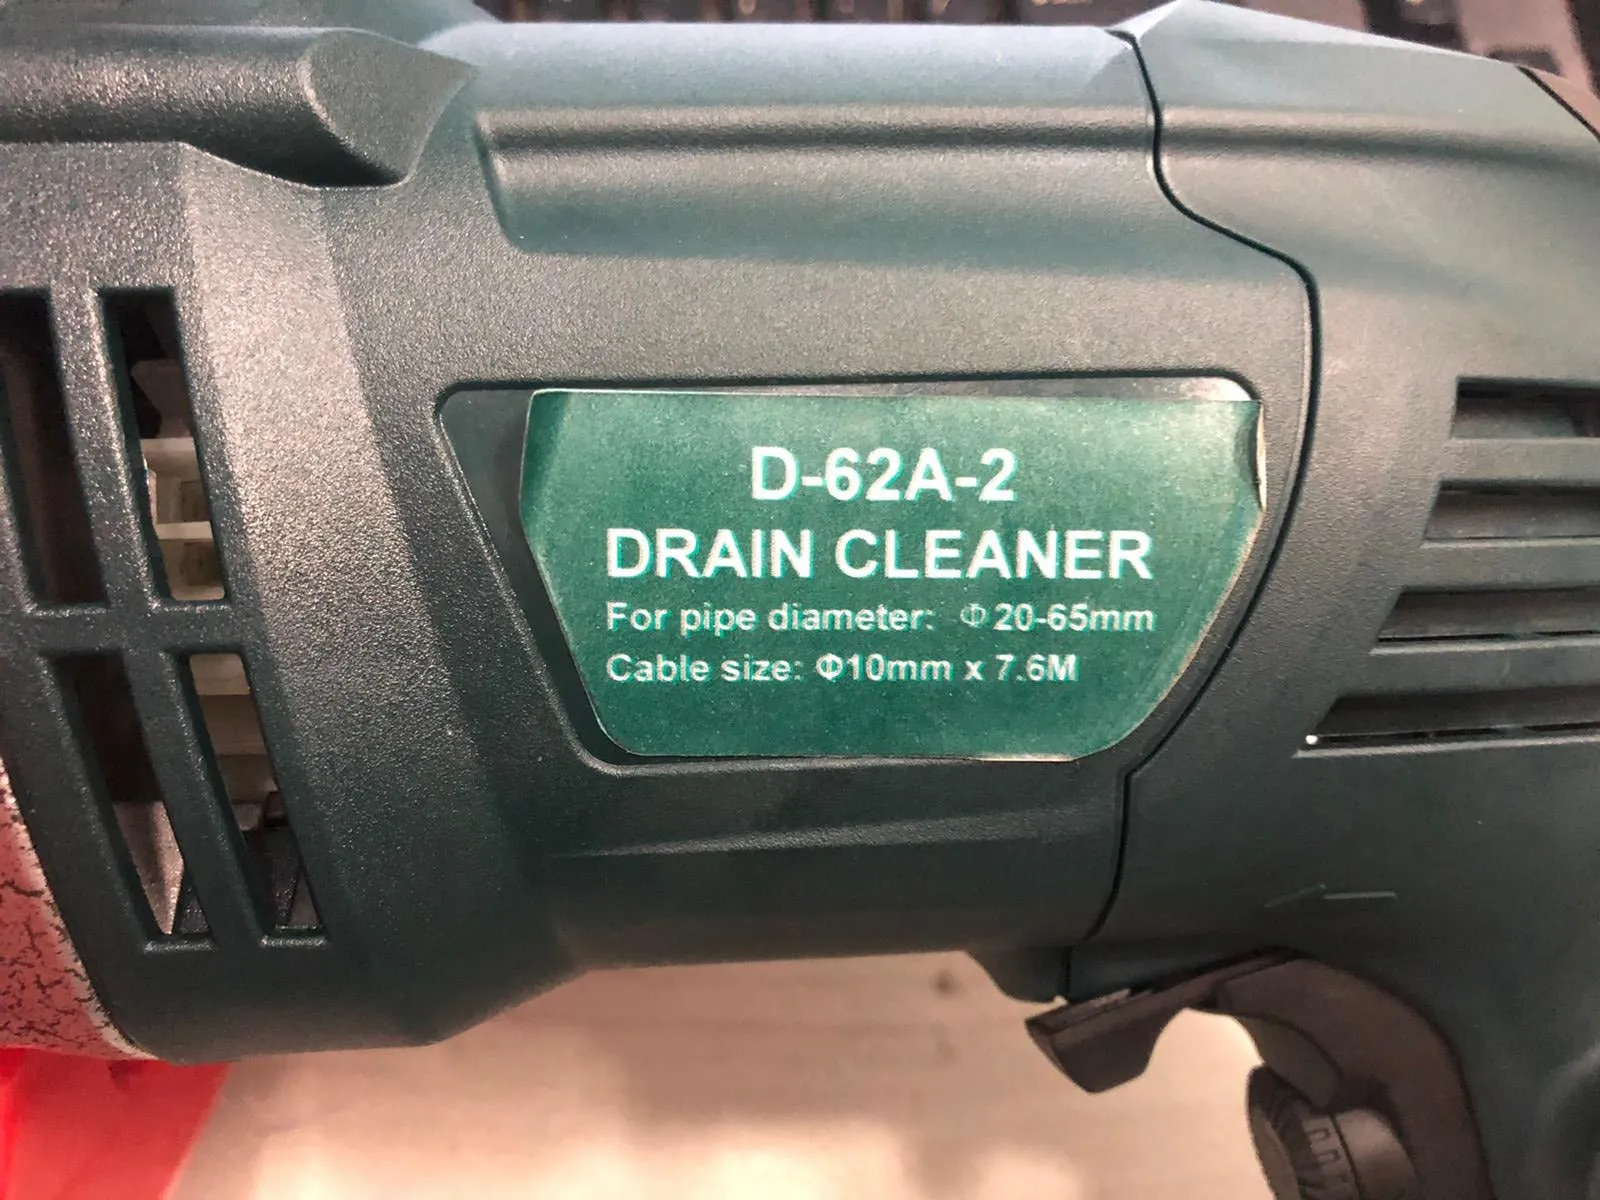 D-62A-2
DRAIN CLEANER
For pipe diameter: Φ20-65mm
Cable size: Φ10mm x 7.6M